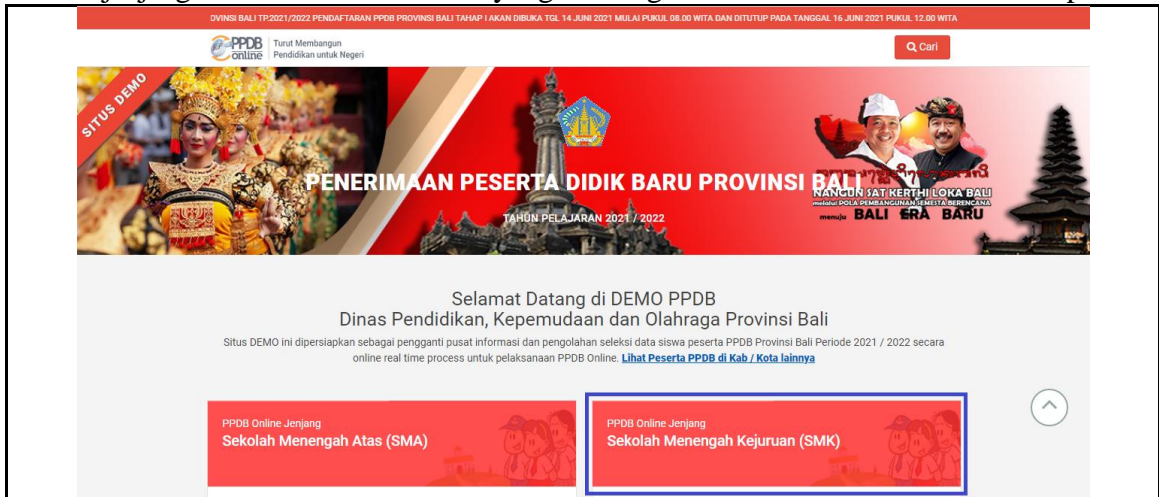 OVINSI BALI TP.2021/2022 PENDAFTARAN PPDB PROVINSI BALI TAHAP I AKAN DIBUKA TGL 14 JUNI 2021 MULAI PUKUL 08.00 WITA DAN DITUTUP PADA TANGGAL 16 JUNI 2021 PUKUL 12.00 WITA
PPDB online
Turut Membangun
Pendidikan untuk Negeri
Cari
SITUS DEMO
PENERIMAAN PESERTA DIDIK BARU PROVINSI BALI
TAHUN PELAJARAN 2021 / 2022
NANGUN SAT KERTHI LOKA BALI
melalui POLA PEMBANGUNAN SEMESTA BERENCANA
menuju BALI ERA BARU
Selamat Datang di DEMO PPDB
Dinas Pendidikan, Kepemudaan dan Olahraga Provinsi Bali
Situs DEMO ini dipersiapkan sebagai pengganti pusat informasi dan pengolahan seleksi data siswa peserta PPDB Provinsi Bali Periode 2021 / 2022 secara
online real time process untuk pelaksanaan PPDB Online. Lihat Peserta PPDB di Kab / Kota lainnya
PPDB Online Jenjang
Sekolah Menengah Atas (SMA)
PPDB Online Jenjang
Sekolah Menengah Kejuruan (SMK)